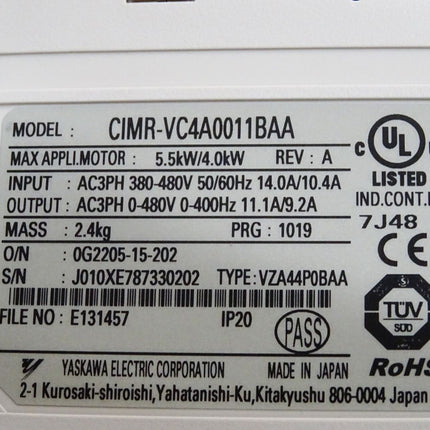 MODEL : CIMR-VC4A0011BAA
MAX APPLI.MOTOR : 5.5kW/4.0kW REV : A
INPUT : AC3PH 380-480V 50/60Hz 14.0A/10.4A
OUTPUT : AC3PH 0-480V 0-400Hz 11.1A/9.2A
MASS : 2.4kg PRG : 1019
O/N : 0G2205-15-202
S/N : J010XE787330202 TYPE : VZA44P0BAA
FILE NO : E131457 IP20 PASS
YASKAWA ELECTRIC CORPORATION MADE IN JAPAN
2-1 Kurosaki-shiroishi,Yahatanishi-Ku,Kitakyushu 806-0004 Japan
C UL
LISTED
IND.CONT.
7J48
CE
TÜV
SÜD
RoHS